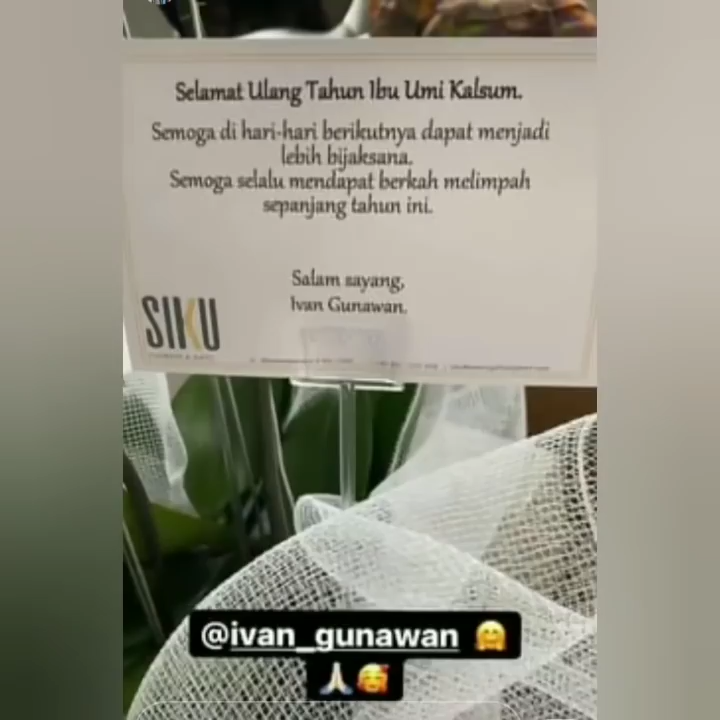 Selamat Ulang Tahun Ibu Umi Kalsum.
Semoga di hari-hari berikutnya dapat menjadi
lebih bijaksana.
Semoga selalu mendapat berkah melimpah
sepanjang tahun ini.
Salam sayang,
Ivan Gunawan.
SIKU
@ivan_gunawan 🤗
🙏🏻🥰